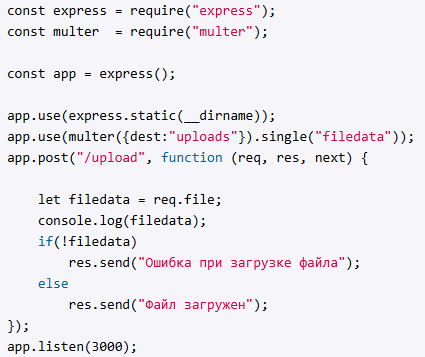 const express = require("express");
const multer  = require("multer");
const app = express();
app.use(express.static(__dirname));
app.use(multer({dest:"uploads"}).single("filedata"));
app.post("/upload", function (req, res, next) {
let filedata = req.file;
console.log(filedata);
if(!filedata)
res.send("Ошибка при загрузке файла");
else
res.send("Файл загружен");
});
app.listen(3000);